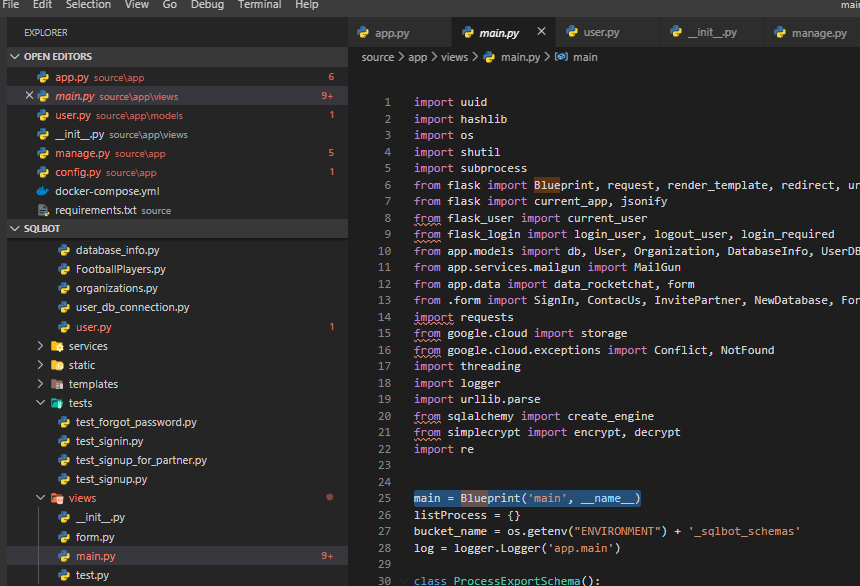 File Edit Selection View Go Debug Terminal Help
EXPLORER
OPEN EDITORS
app.py source\app 6
main.py source\app\views 9+
user.py source\app\models 1
__init__.py source\app\views
manage.py source\app 5
config.py source\app 1
docker-compose.yml
requirements.txt source
SQLBOT
database_info.py
FootballPlayers.py
organizations.py
user_db_connection.py
user.py 1
services
static
templates
tests
test_forgot_password.py
test_signin.py
test_signup_for_partner.py
test_signup.py
views
__init__.py
form.py
main.py 9+
test.py
mai
app.py main.py user.py __init__.py manage.py
source > app > views > main.py > main
1 import uuid
2 import hashlib
3 import os
4 import shutil
5 import subprocess
6 from flask import Blueprint, request, render_template, redirect, ur
7 from flask import current_app, jsonify
8 from flask_user import current_user
9 from flask_login import login_user, logout_user, login_required
10 from app.models import db, User, Organization, DatabaseInfo, UserDB
11 from app.services.mailgun import MailGun
12 from app.data import data_rocketchat, form
13 from .form import SignIn, ContacUs, InvitePartner, NewDatabase, For
14 import requests
15 from google.cloud import storage
16 from google.cloud.exceptions import Conflict, NotFound
17 import threading
18 import logger
19 import urllib.parse
20 from sqlalchemy import create_engine
21 from simplecrypt import encrypt, decrypt
22 import re
23
24
25 main = Blueprint('main', __name__)
26 listProcess = {}
27 bucket_name = os.getenv("ENVIRONMENT") + '_sqlbot_schemas'
28 log = logger.Logger('app.main')
29
30 class ProcessExportSchema():